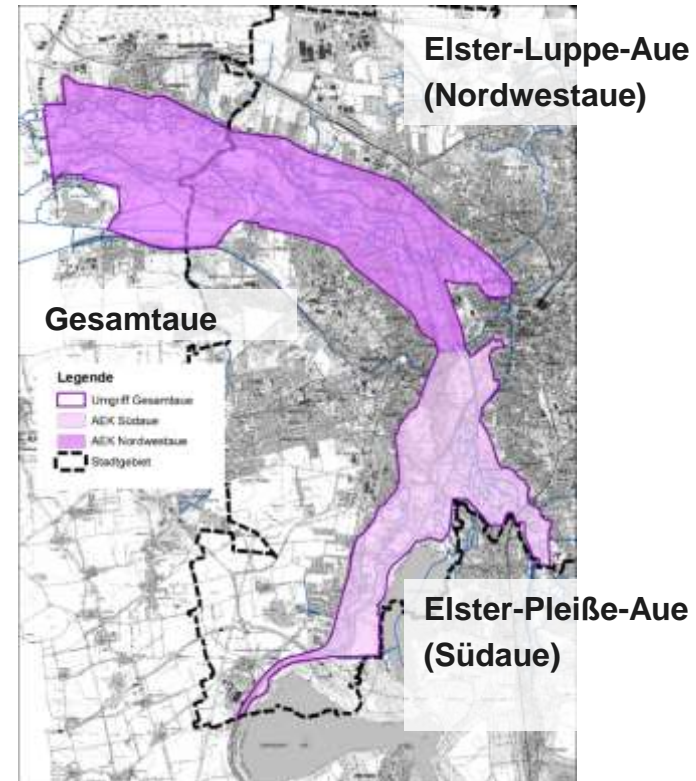 Elster-Luppe-Aue
(Nordwestaue)
Gesamtaue
Legende
Umgriff Gesamtaue
AEK Südaue
AEK Nordwestaue
Stadtgebiet
Elster-Pleiße-Aue
(Südaue)